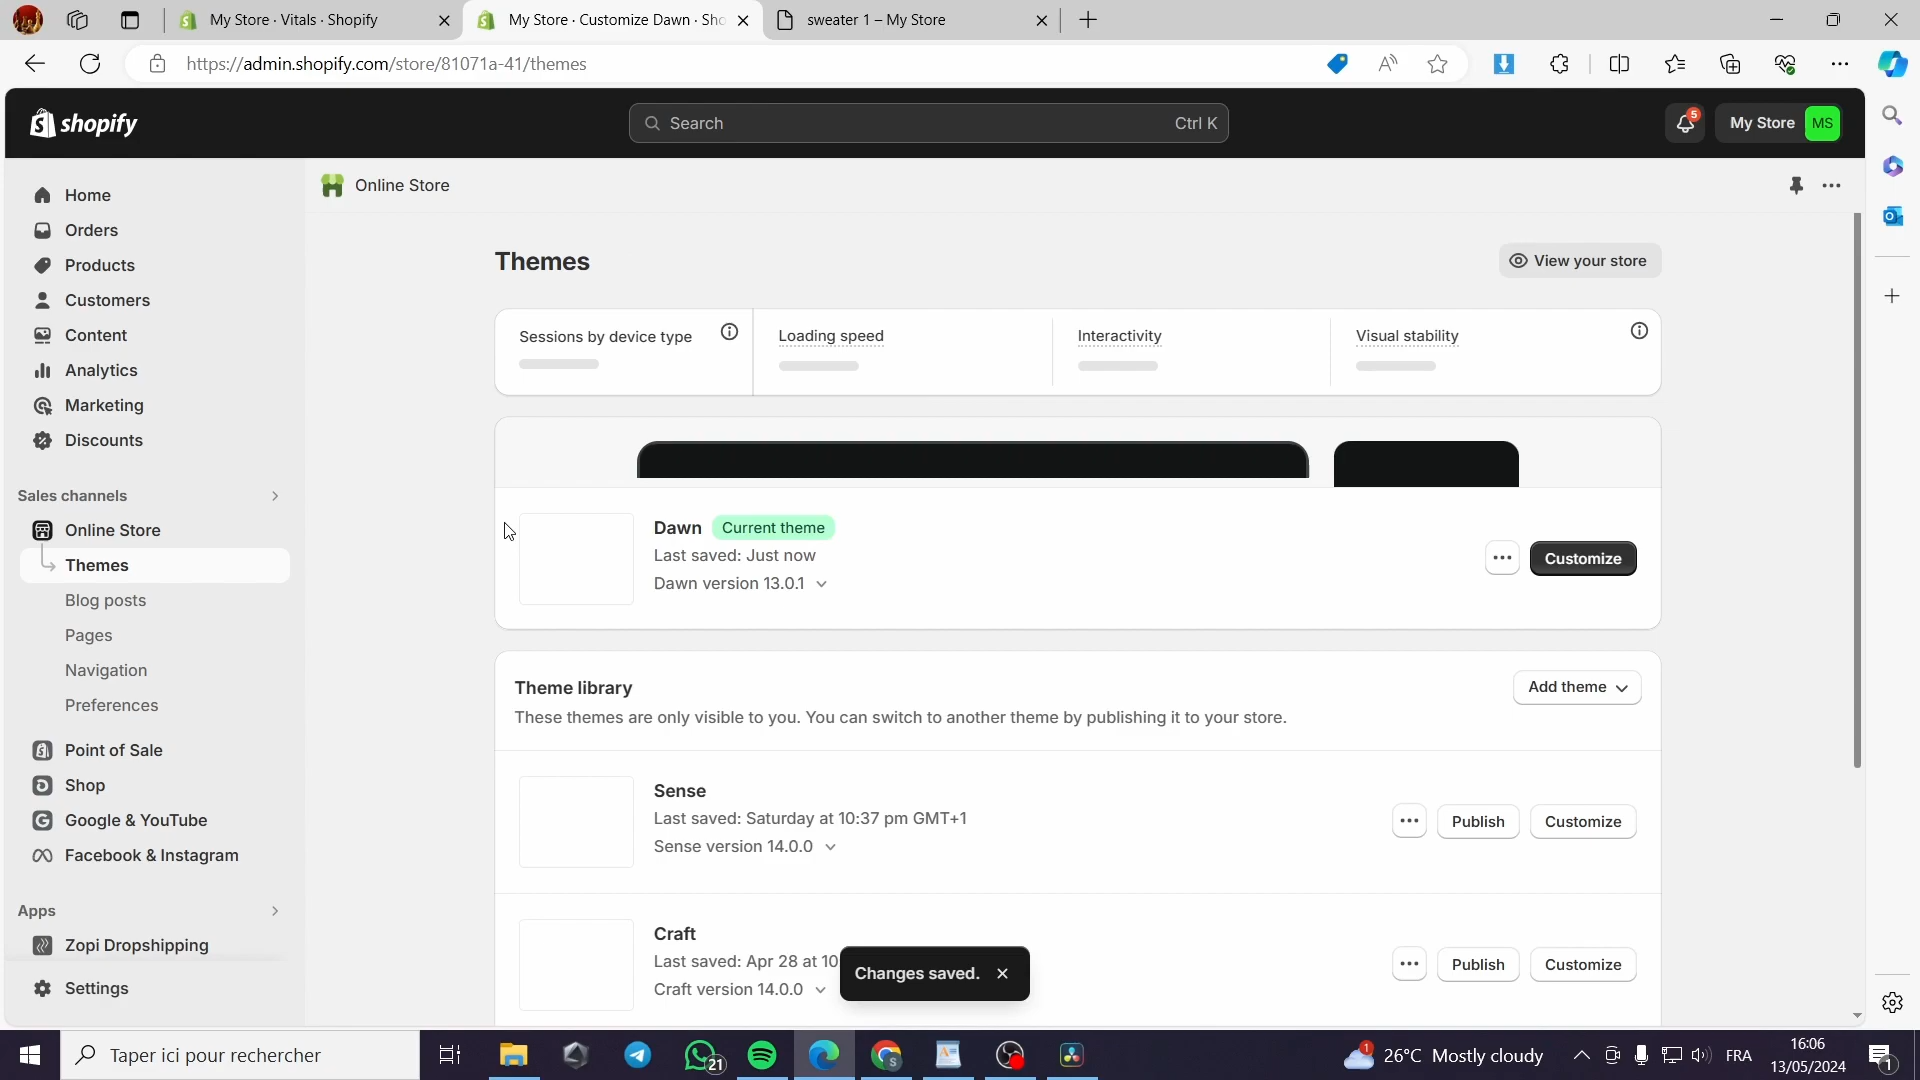 My Store · Vitals · Shopify
My Store · Customize Dawn · Sho
sweater 1 – My Store
https://admin.shopify.com/store/81071a-41/themes
shopify
Search
Ctrl K
5
My Store
MS
Home
Orders
Products
Customers
Content
Analytics
Marketing
Discounts
Sales channels
Online Store
Themes
Blog posts
Pages
Navigation
Preferences
Point of Sale
Shop
Google & YouTube
Facebook & Instagram
Apps
Zopi Dropshipping
Settings
Online Store
Themes
View your store
Sessions by device type
Loading speed
Interactivity
Visual stability
Dawn
Current theme
Last saved: Just now
Dawn version 13.0.1
Customize
Theme library
Add theme
These themes are only visible to you. You can switch to another theme by publishing it to your store.
Sense
Last saved: Saturday at 10:37 pm GMT+1
Sense version 14.0.0
Publish
Customize
Craft
Last saved: Apr 28 at 10
Craft version 14.0.0
Publish
Customize
Changes saved.
Taper ici pour rechercher
21
1
26°C Mostly cloudy
FRA
16:06
13/05/2024
1